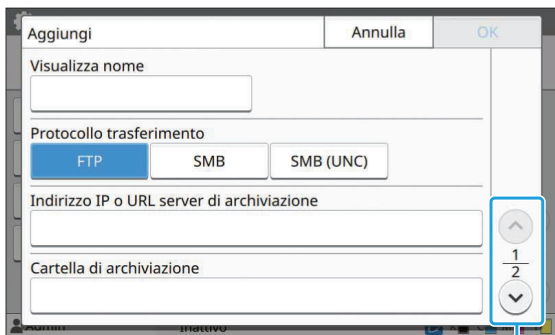 Aggiungi Annulla OK
Visualizza nome
Protocollo trasferimento
FTP SMB SMB (UNC)
Indirizzo IP o URL server di archiviazione
1
2
Cartella di archiviazione
Admin Inattivo